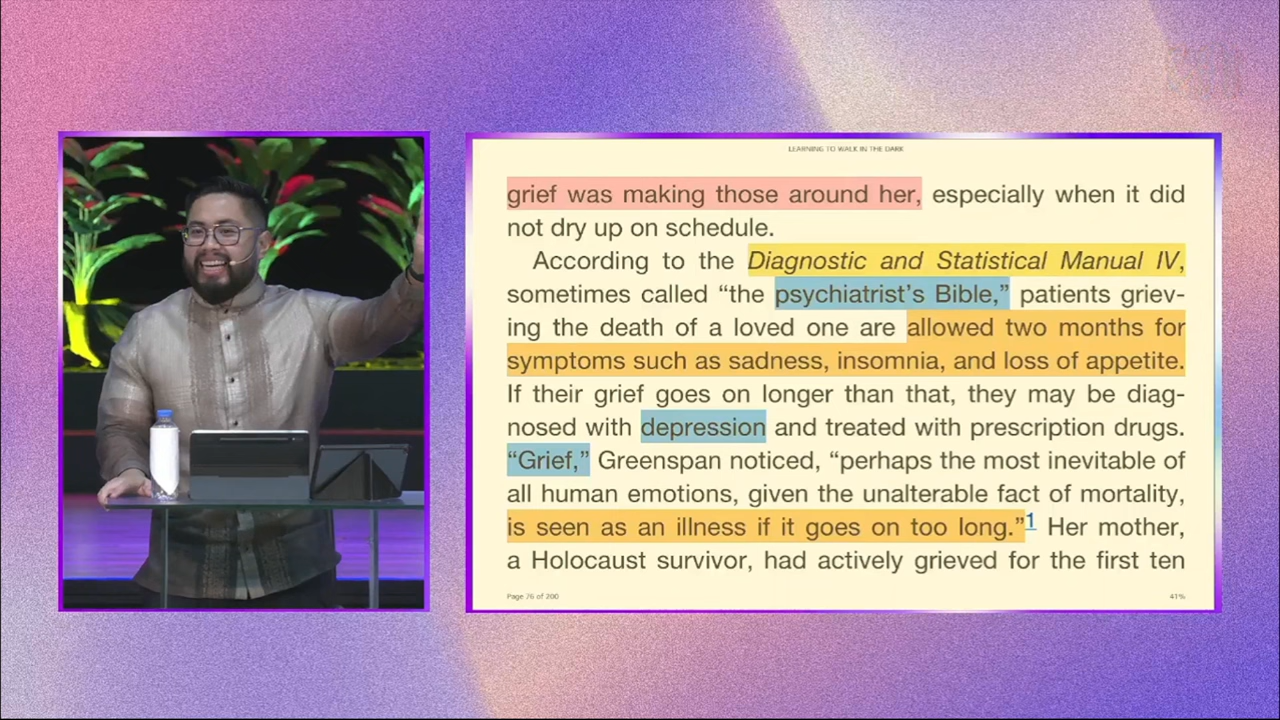 LEARNING TO WALK IN THE DARK
grief was making those around her, especially when it did
not dry up on schedule.
According to the Diagnostic and Statistical Manual IV,
sometimes called “the psychiatrist’s Bible,” patients griev-
ing the death of a loved one are allowed two months for
symptoms such as sadness, insomnia, and loss of appetite.
If their grief goes on longer than that, they may be diag-
nosed with depression and treated with prescription drugs.
“Grief,” Greenspan noticed, “perhaps the most inevitable of
all human emotions, given the unalterable fact of mortality,
is seen as an illness if it goes on too long.”1 Her mother,
a Holocaust survivor, had actively grieved for the first ten
Page 76 of 200
41%